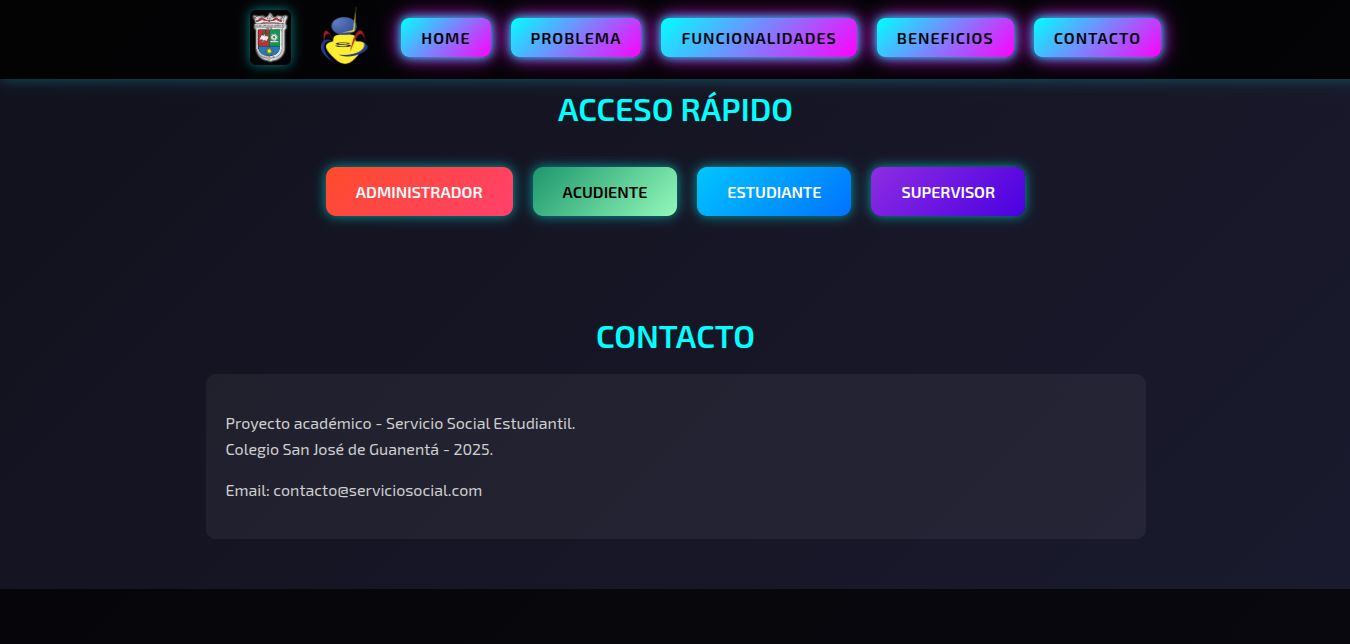 HOME
PROBLEMA
FUNCIONALIDADES
BENEFICIOS
CONTACTO
ACCESO RÁPIDO
ADMINISTRADOR
ACUDIENTE
ESTUDIANTE
SUPERVISOR
CONTACTO
Proyecto académico - Servicio Social Estudiantil.
Colegio San José de Guanentá - 2025.
Email: contacto@serviciosocial.com